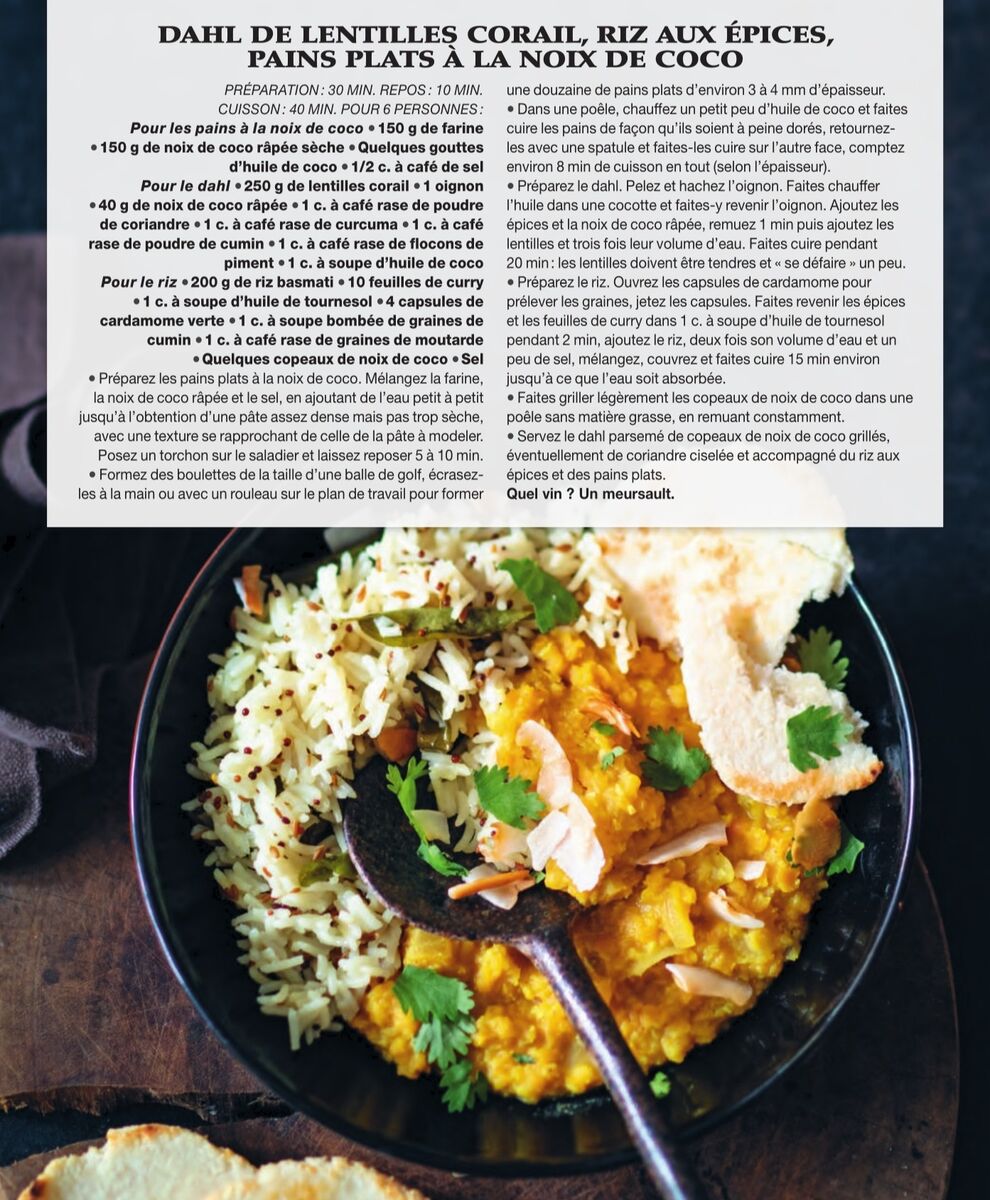 DAHL DE LENTILLES CORAIL, RIZ AUX ÉPICES,
PAINS PLATS À LA NOIX DE COCO
PRÉPARATION : 30 MIN. REPOS : 10 MIN.
CUISSON : 40 MIN. POUR 6 PERSONNES :
Pour les pains à la noix de coco • 150 g de farine
• 150 g de noix de coco râpée sèche • Quelques gouttes
d’huile de coco • 1/2 c. à café de sel
Pour le dahl • 250 g de lentilles corail • 1 oignon
• 40 g de noix de coco râpée • 1 c. à café rase de poudre
de coriandre • 1 c. à café rase de curcuma • 1 c. à café
rase de poudre de cumin • 1 c. à café rase de flocons de
piment • 1 c. à soupe d’huile de coco
Pour le riz • 200 g de riz basmati • 10 feuilles de curry
• 1 c. à soupe d’huile de tournesol • 4 capsules de
cardamome verte • 1 c. à soupe bombée de graines de
cumin • 1 c. à café rase de graines de moutarde
• Quelques copeaux de noix de coco • Sel
• Préparez les pains plats à la noix de coco. Mélangez la farine,
la noix de coco râpée et le sel, en ajoutant de l’eau petit à petit
jusqu’à l’obtention d’une pâte assez dense mais pas trop sèche,
avec une texture se rapprochant de celle de la pâte à modeler.
Posez un torchon sur le saladier et laissez reposer 5 à 10 min.
• Formez des boulettes de la taille d’une balle de golf, écrasez-
les à la main ou avec un rouleau sur le plan de travail pour former
une douzaine de pains plats d’environ 3 à 4 mm d’épaisseur.
• Dans une poêle, chauffez un petit peu d’huile de coco et faites
cuire les pains de façon qu’ils soient à peine dorés, retournez-
les avec une spatule et faites-les cuire sur l’autre face, comptez
environ 8 min de cuisson en tout (selon l’épaisseur).
• Préparez le dahl. Pelez et hachez l’oignon. Faites chauffer
l’huile dans une cocotte et faites-y revenir l’oignon. Ajoutez les
épices et la noix de coco râpée, remuez 1 min puis ajoutez les
lentilles et trois fois leur volume d’eau. Faites cuire pendant
20 min : les lentilles doivent être tendres et « se défaire » un peu.
• Préparez le riz. Ouvrez les capsules de cardamome pour
prélever les graines, jetez les capsules. Faites revenir les épices
et les feuilles de curry dans 1 c. à soupe d’huile de tournesol
pendant 2 min, ajoutez le riz, deux fois son volume d’eau et un
peu de sel, mélangez, couvrez et faites cuire 15 min environ
jusqu’à ce que l’eau soit absorbée.
• Faites griller légèrement les copeaux de noix de coco dans une
poêle sans matière grasse, en remuant constamment.
• Servez le dahl parsemé de copeaux de noix de coco grillés,
éventuellement de coriandre ciselée et accompagné du riz aux
épices et des pains plats.
Quel vin ? Un meursault.